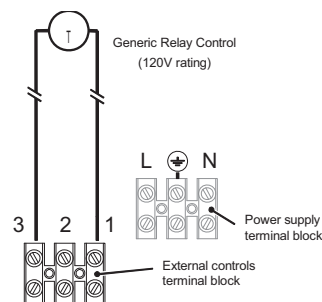 T
Generic Relay Control
(120V rating)
L N
3 2 1
Power supply
terminal block
External controls
terminal block